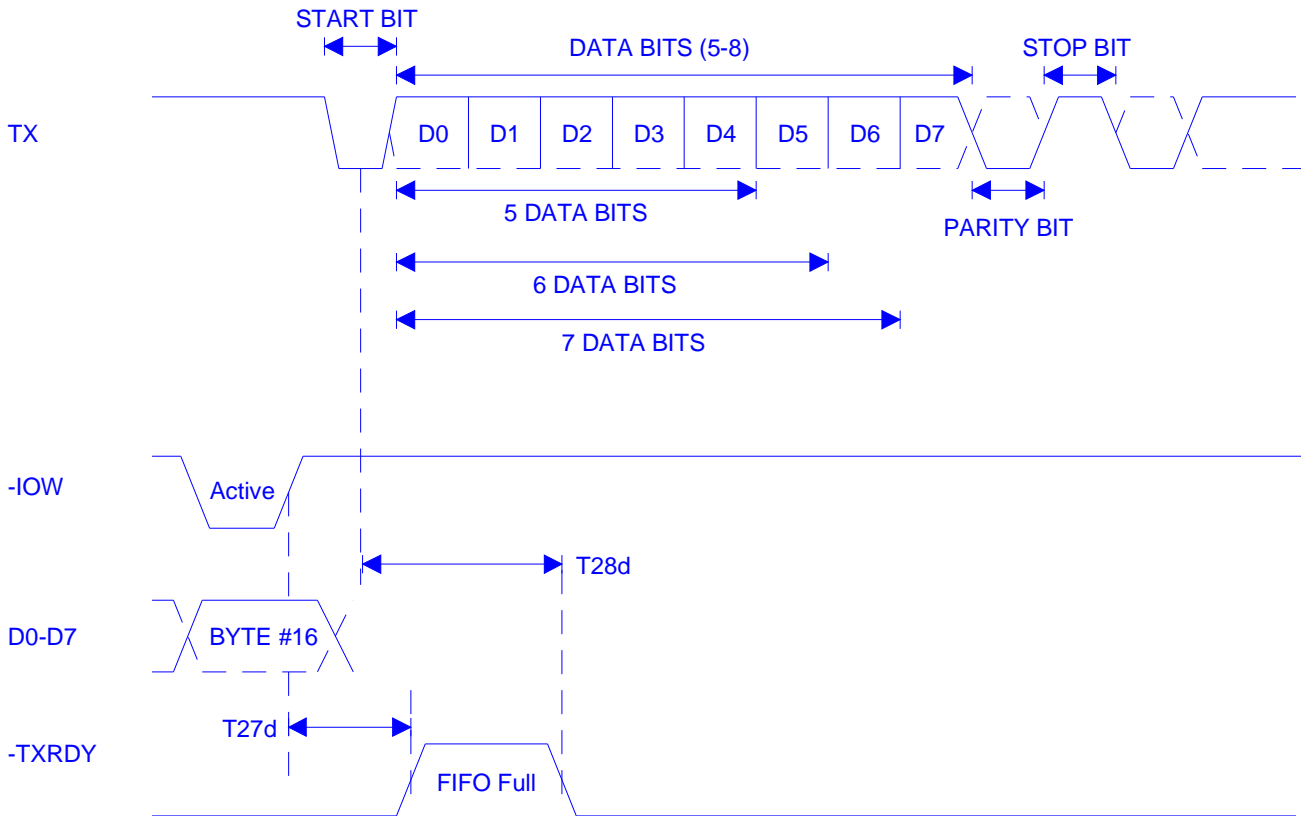 START BIT
DATA BITS (5-8)
STOP BIT
TX
D0 D1 D2 D3 D4 D5 D6 D7
5 DATA BITS
PARITY BIT
6 DATA BITS
7 DATA BITS
-IOW
Active
T28d
D0-D7
BYTE #16
T27d
-TXRDY
FIFO Full